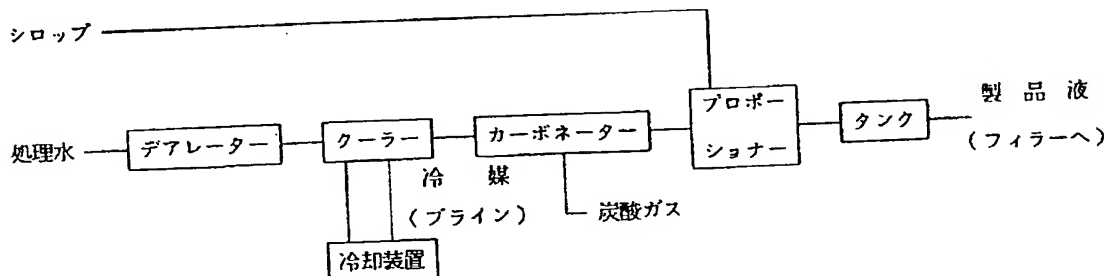 シロップ
処理水
デアレーター
クーラー
カーボネーター
プロポー
ショナー
タンク
製品液
(フィラーへ)
冷媒
(ブライン)
炭酸ガス
冷却装置